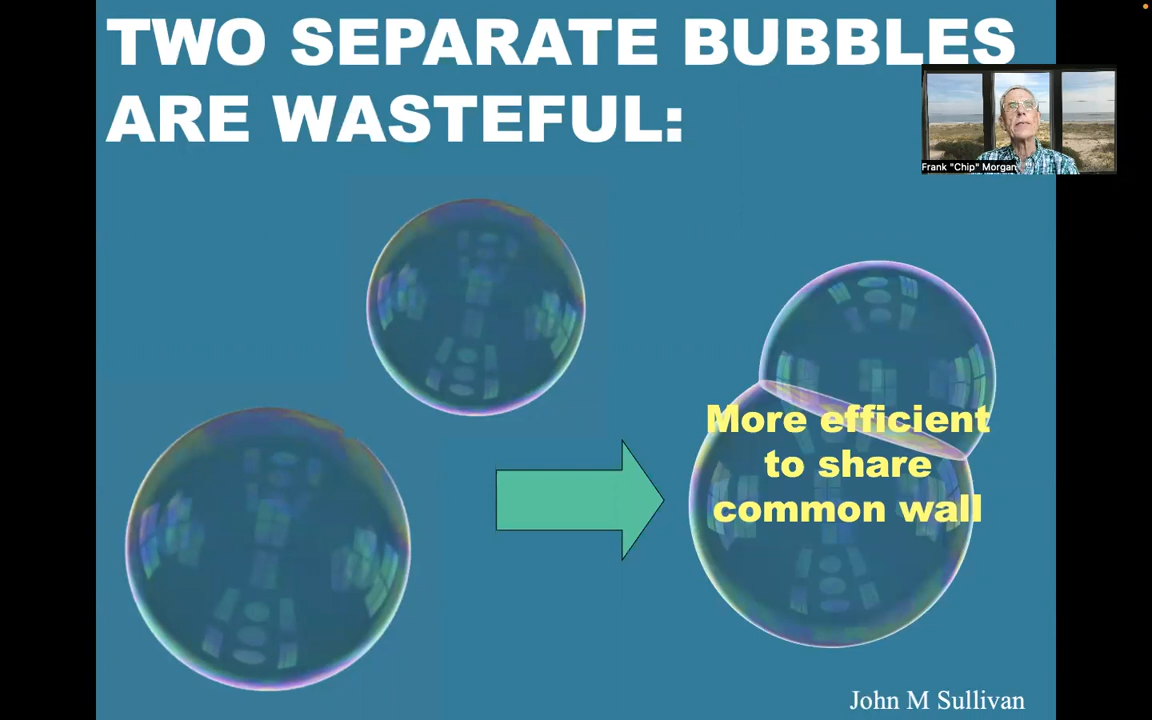 TWO SEPARATE BUBBLES
ARE WASTEFUL:
Frank "Chip" Morgan
More efficient
to share
common wall
John M Sullivan